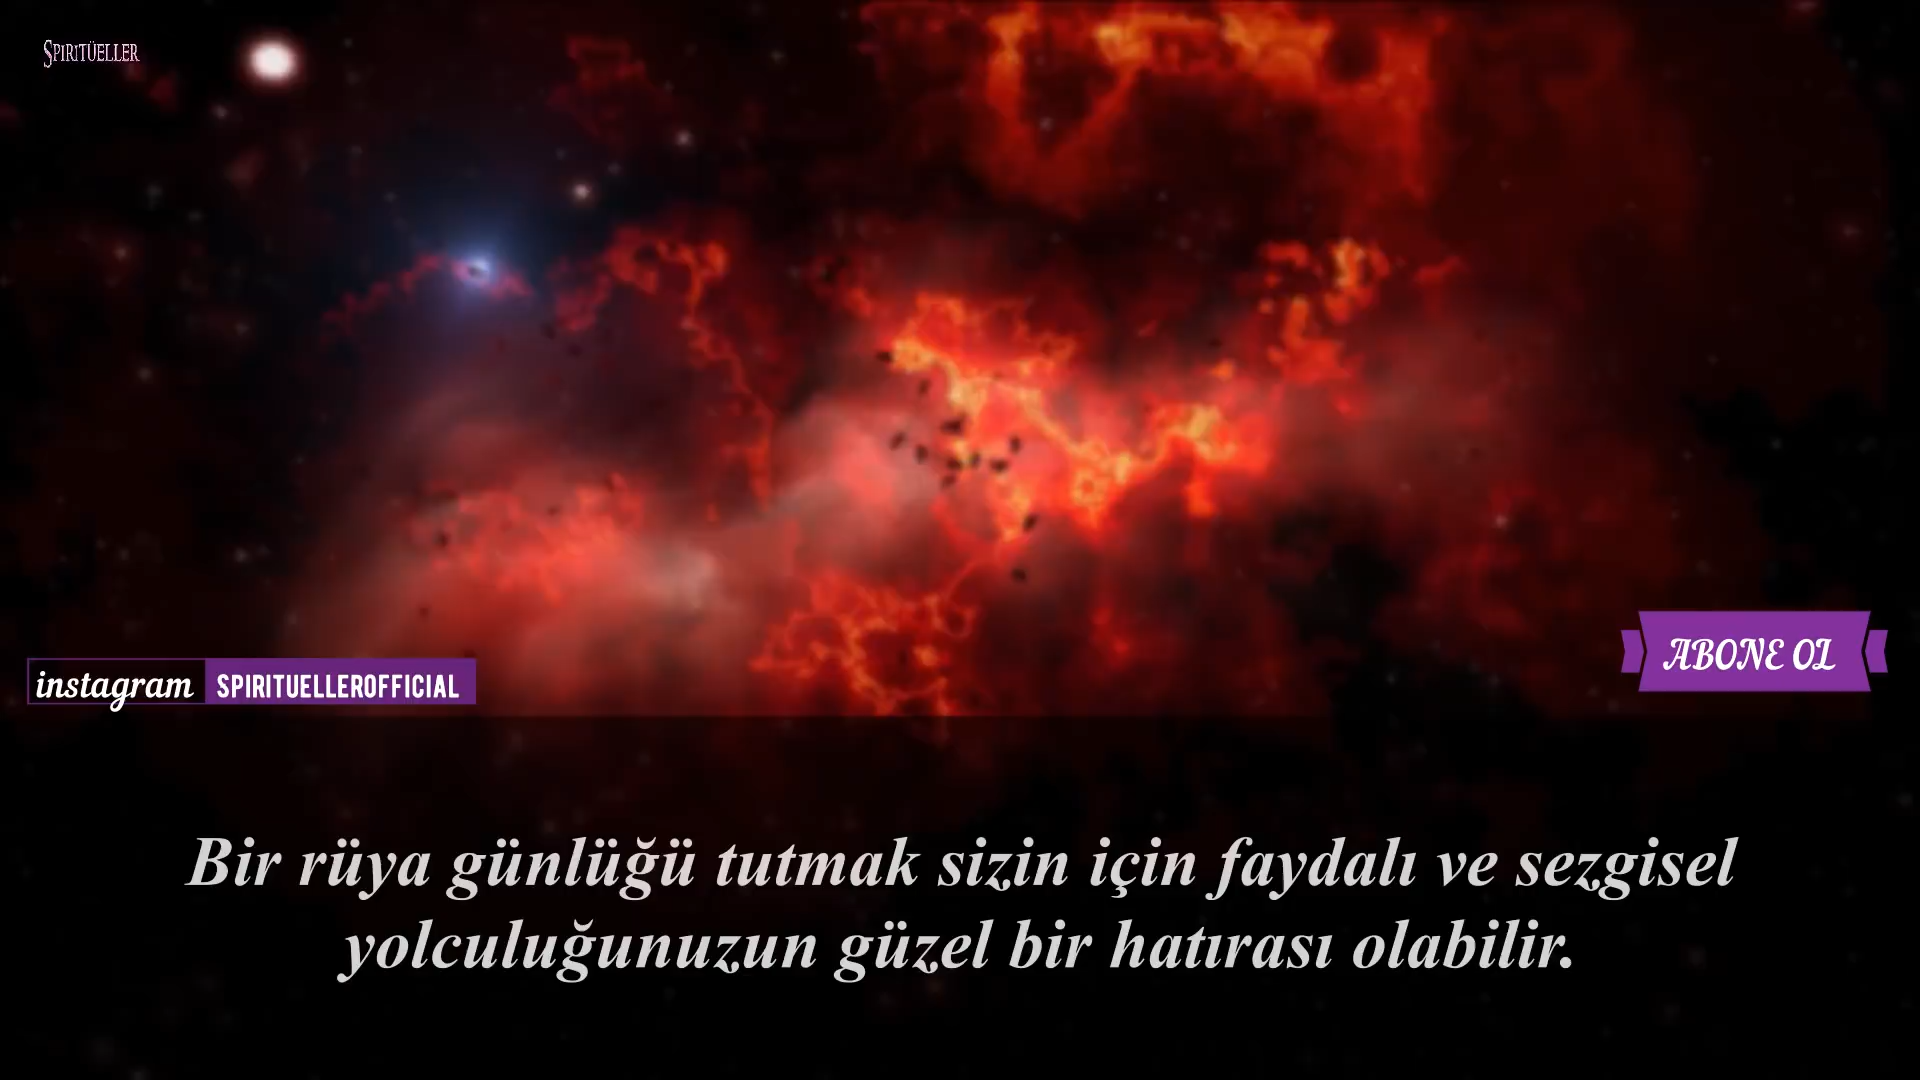 SPIRITÜELLER
instagram SPIRITUELLEROFFICIAL
ABONE OL
Bir rüya günlüğü tutmak sizin için faydalı ve sezgisel
yolculuğunuzun güzel bir hatırası olabilir.